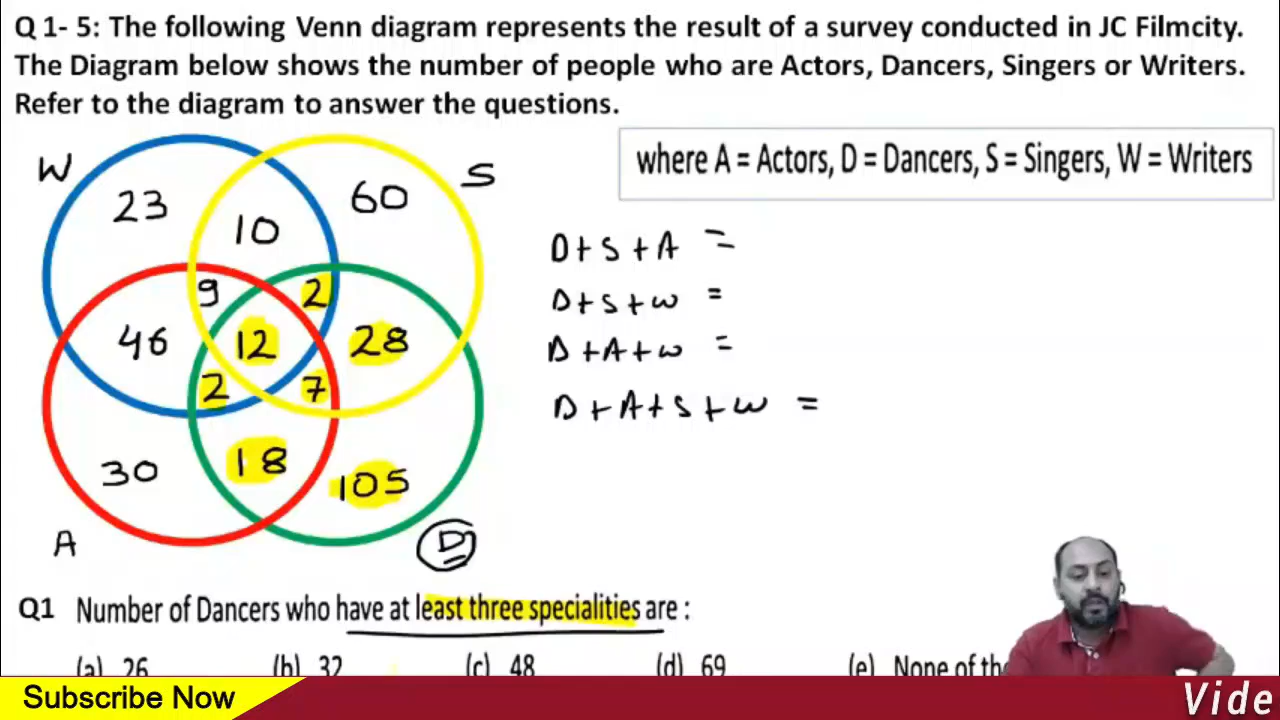 Q 1- 5: The following Venn diagram represents the result of a survey conducted in JC Filmcity.
The Diagram below shows the number of people who are Actors, Dancers, Singers or Writers.
Refer to the diagram to answer the questions.
where A = Actors, D = Dancers, S = Singers, W = Writers
W
S
23
60
10
D + S + A =
9
2
D + S + W =
46
12
28
D + A + W =
2
7
D + A + S + W =
30
18
105
A
D
Q1 Number of Dancers who have at least three specialities are :
(a) 26 (b) 32 (c) 48 (d) 69 (e) None of the
Subscribe Now
Vide